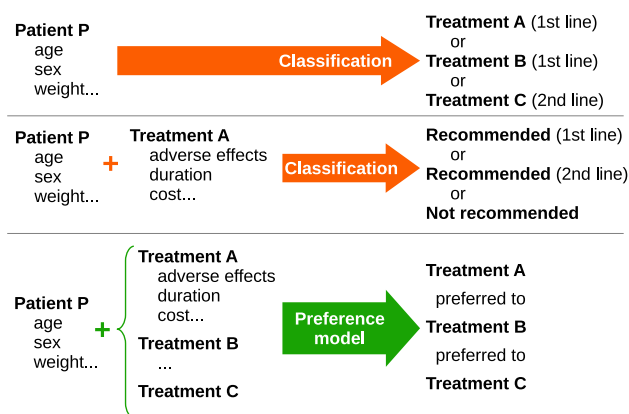 Patient P
age
sex
weight...
Classification
Treatment A (1st line)
or
Treatment B (1st line)
or
Treatment C (2nd line)
Patient P
age
sex
weight...
+
Treatment A
adverse effects
duration
cost...
Classification
Recommended (1st line)
or
Recommended (2nd line)
or
Not recommended
Patient P
age
sex
weight...
+
Treatment A
adverse effects
duration
cost...
Treatment B
...
Treatment C
Preference
model
Treatment A
preferred to
Treatment B
preferred to
Treatment C